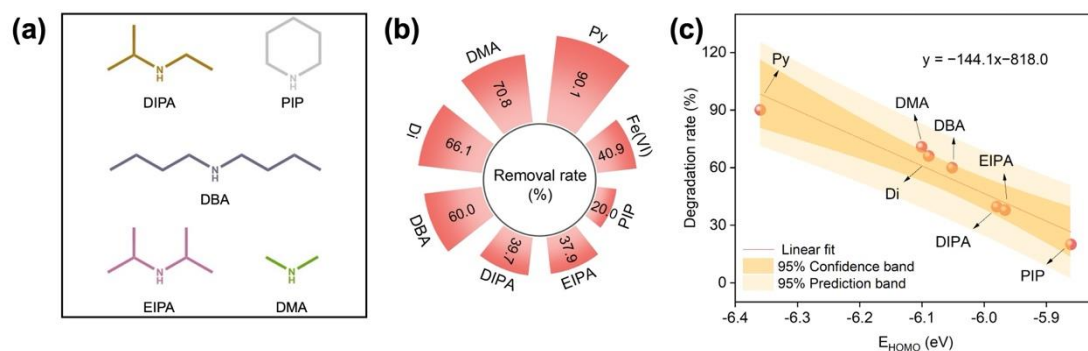 (a)
DIPA
PIP
DBA
EIPA
DMA
N
H
N
H
N
H
N
H
N
H
(b)
Removal rate
(%)
Py
90.1
Fe(VI)
40.9
PIP
20.0
EIPA
37.9
DIPA
39.7
DBA
60.0
Di
66.1
DMA
70.8
(c)
y = −144.1x−818.0
Degradation rate (%)
120
90
60
30
0
Py
DMA
DBA
EIPA
Di
DIPA
PIP
Linear fit
95% Confidence band
95% Prediction band
-6.4
-6.3
-6.2
-6.1
-6.0
-5.9
E_HOMO (eV)